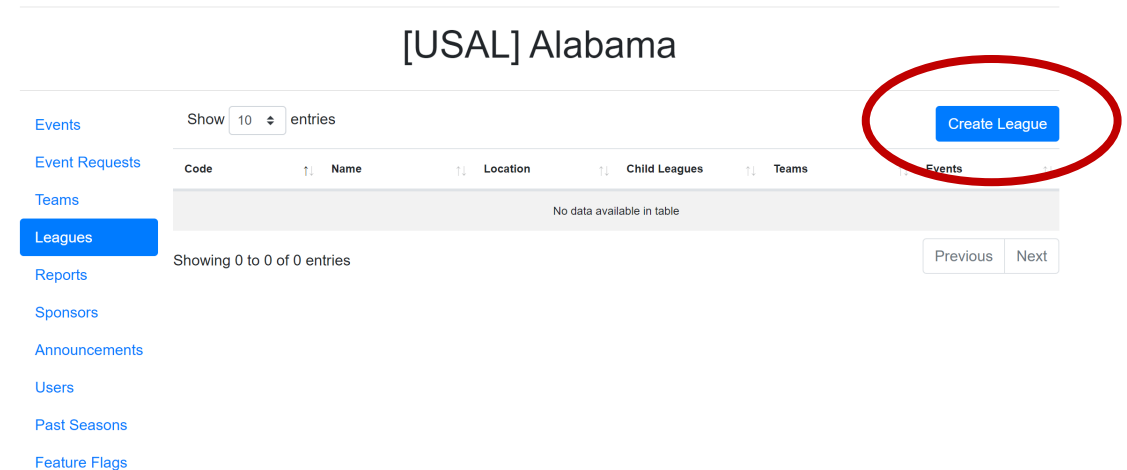 [USAL] Alabama
Events
Event Requests
Teams
Leagues
Reports
Sponsors
Announcements
Users
Past Seasons
Feature Flags
Show 10 entries
Create League
Code Name Location Child Leagues Teams Events
No data available in table
Showing 0 to 0 of 0 entries
Previous Next